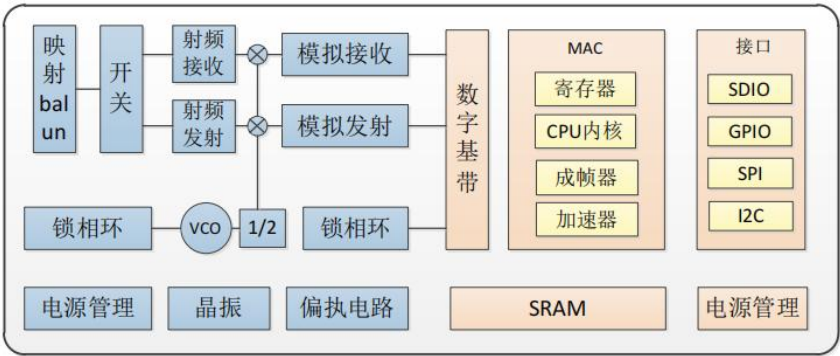 映
射
bal
un
开
关
射频
接收
射频
发射
模拟接收
模拟发射
数
字
基
带
锁相环
VCO
1/2
锁相环
MAC
寄存器
CPU内核
成帧器
加速器
接口
SDIO
GPIO
SPI
I2C
电源管理
晶振
偏执电路
SRAM
电源管理